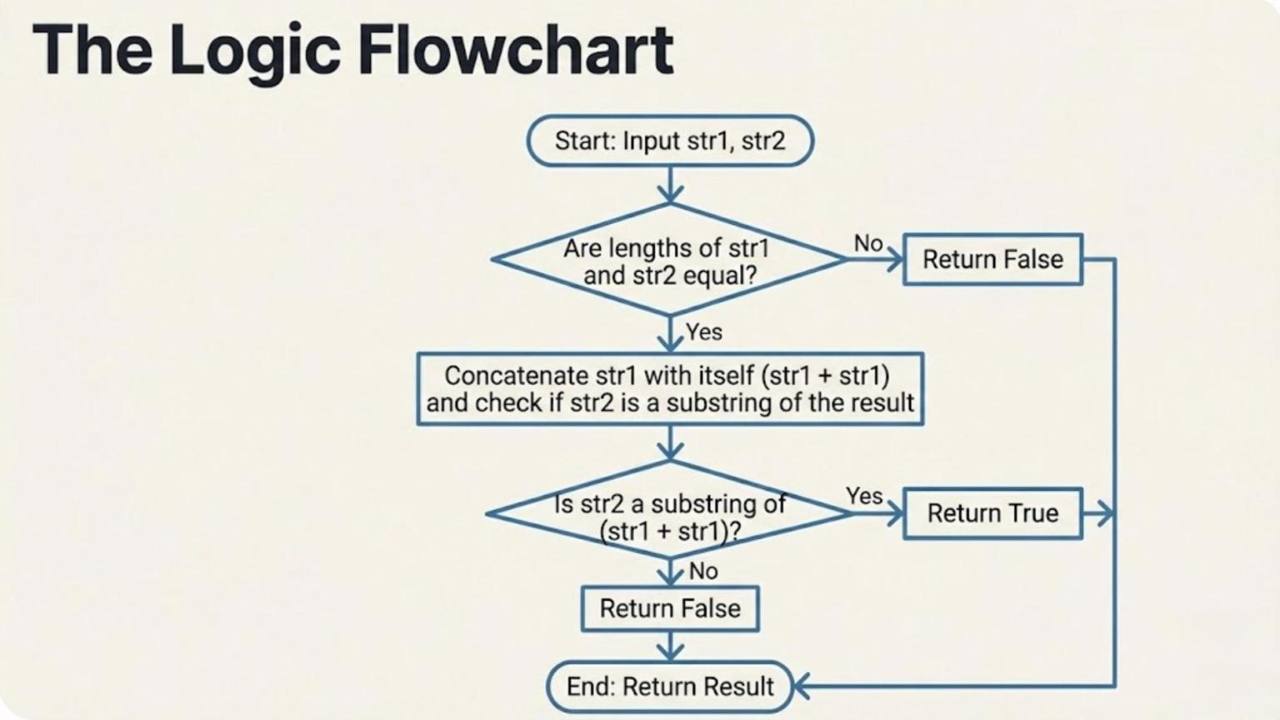 The Logic Flowchart
Start: Input str1, str2
Are lengths of str1
and str2 equal?
No
Return False
Yes
Concatenate str1 with itself (str1 + str1)
and check if str2 is a substring of the result
Is str2 a substring of
(str1 + str1)?
Yes
Return True
No
Return False
End: Return Result